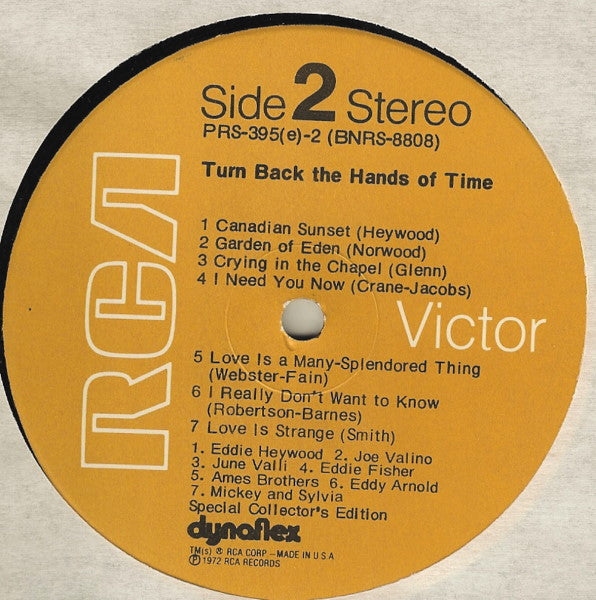 Side 2 Stereo
PRS-395(e)-2 (BNRS-8808)
Turn Back the Hands of Time
RCA
1 Canadian Sunset (Heywood)
2 Garden of Eden (Norwood)
3 Crying in the Chapel (Glenn)
4 I Need You Now (Crane-Jacobs)
Victor
5 Love Is a Many-Splendored Thing
(Webster-Fain)
6 I Really Don't Want to Know
(Robertson-Barnes)
7 Love Is Strange (Smith)
1. Eddie Heywood 2. Joe Valino
3. June Valli 4. Eddie Fisher
5. Ames Brothers 6. Eddy Arnold
7. Mickey and Sylvia
Special Collector's Edition
dynaflex
TM(s) ® RCA CORP.-MADE IN U S A
℗ 1972 RCA RECORDS